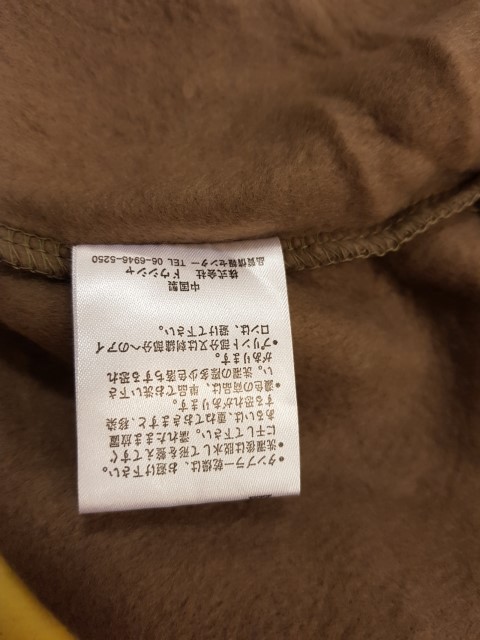 ●タンブラー乾燥は、お避け下さい。
●洗濯後は脱水して形を整えてすぐ
に干して下さい。濡れたまま放置
あるいは、重ねておきますと、移染
する恐れがあります。
●濃色の商品は、単品でお洗い下さ
い。洗濯の際多少色落ちする恐れ
があります。
●プリント部分又は刺繍部分へのアイ
ロンは、避けて下さい。
中国製
株式会社 ドウシシャ
品質情報センター TEL 06-6946-5250